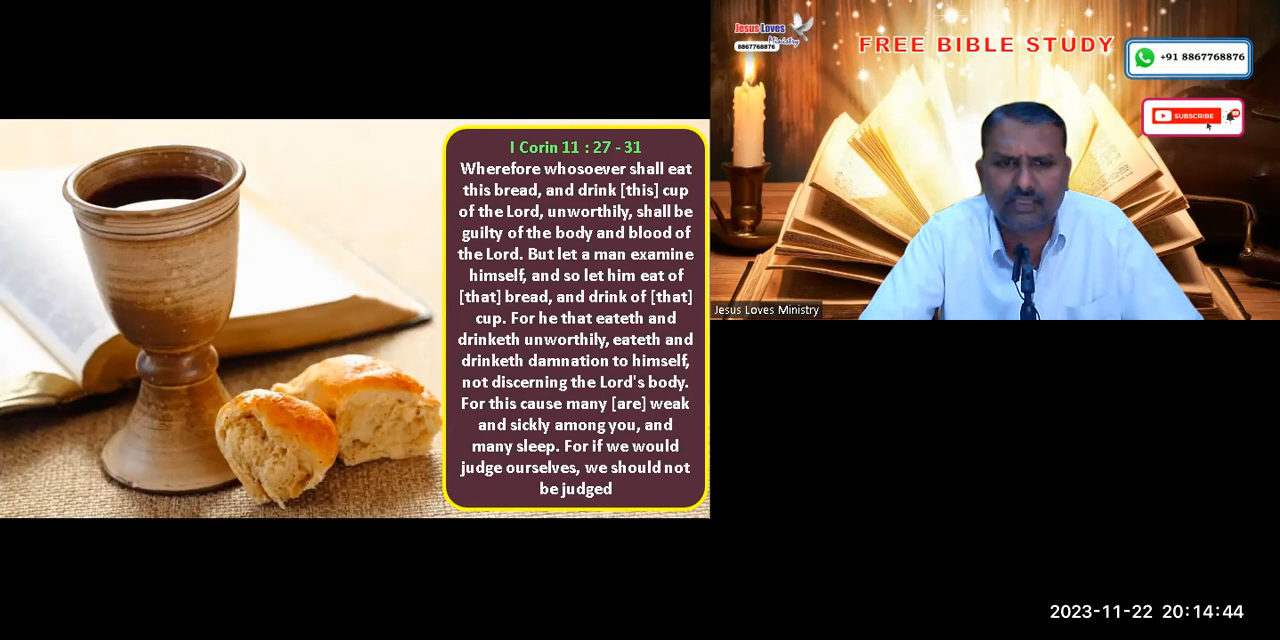 I Corin 11 : 27 - 31
Wherefore whosoever shall eat
this bread, and drink [this] cup
of the Lord, unworthily, shall be
guilty of the body and blood of
the Lord. But let a man examine
himself, and so let him eat of
[that] bread, and drink of [that]
cup. For he that eateth and
drinketh unworthily, eateth and
drinketh damnation to himself,
not discerning the Lord's body.
For this cause many [are] weak
and sickly among you, and
many sleep. For if we would
judge ourselves, we should not
be judged
Jesus Loves
Ministry
8867768876
FREE BIBLE STUDY
+91 8867768876
SUBSCRIBE
Jesus Loves Ministry
2023-11-22 20:14:44